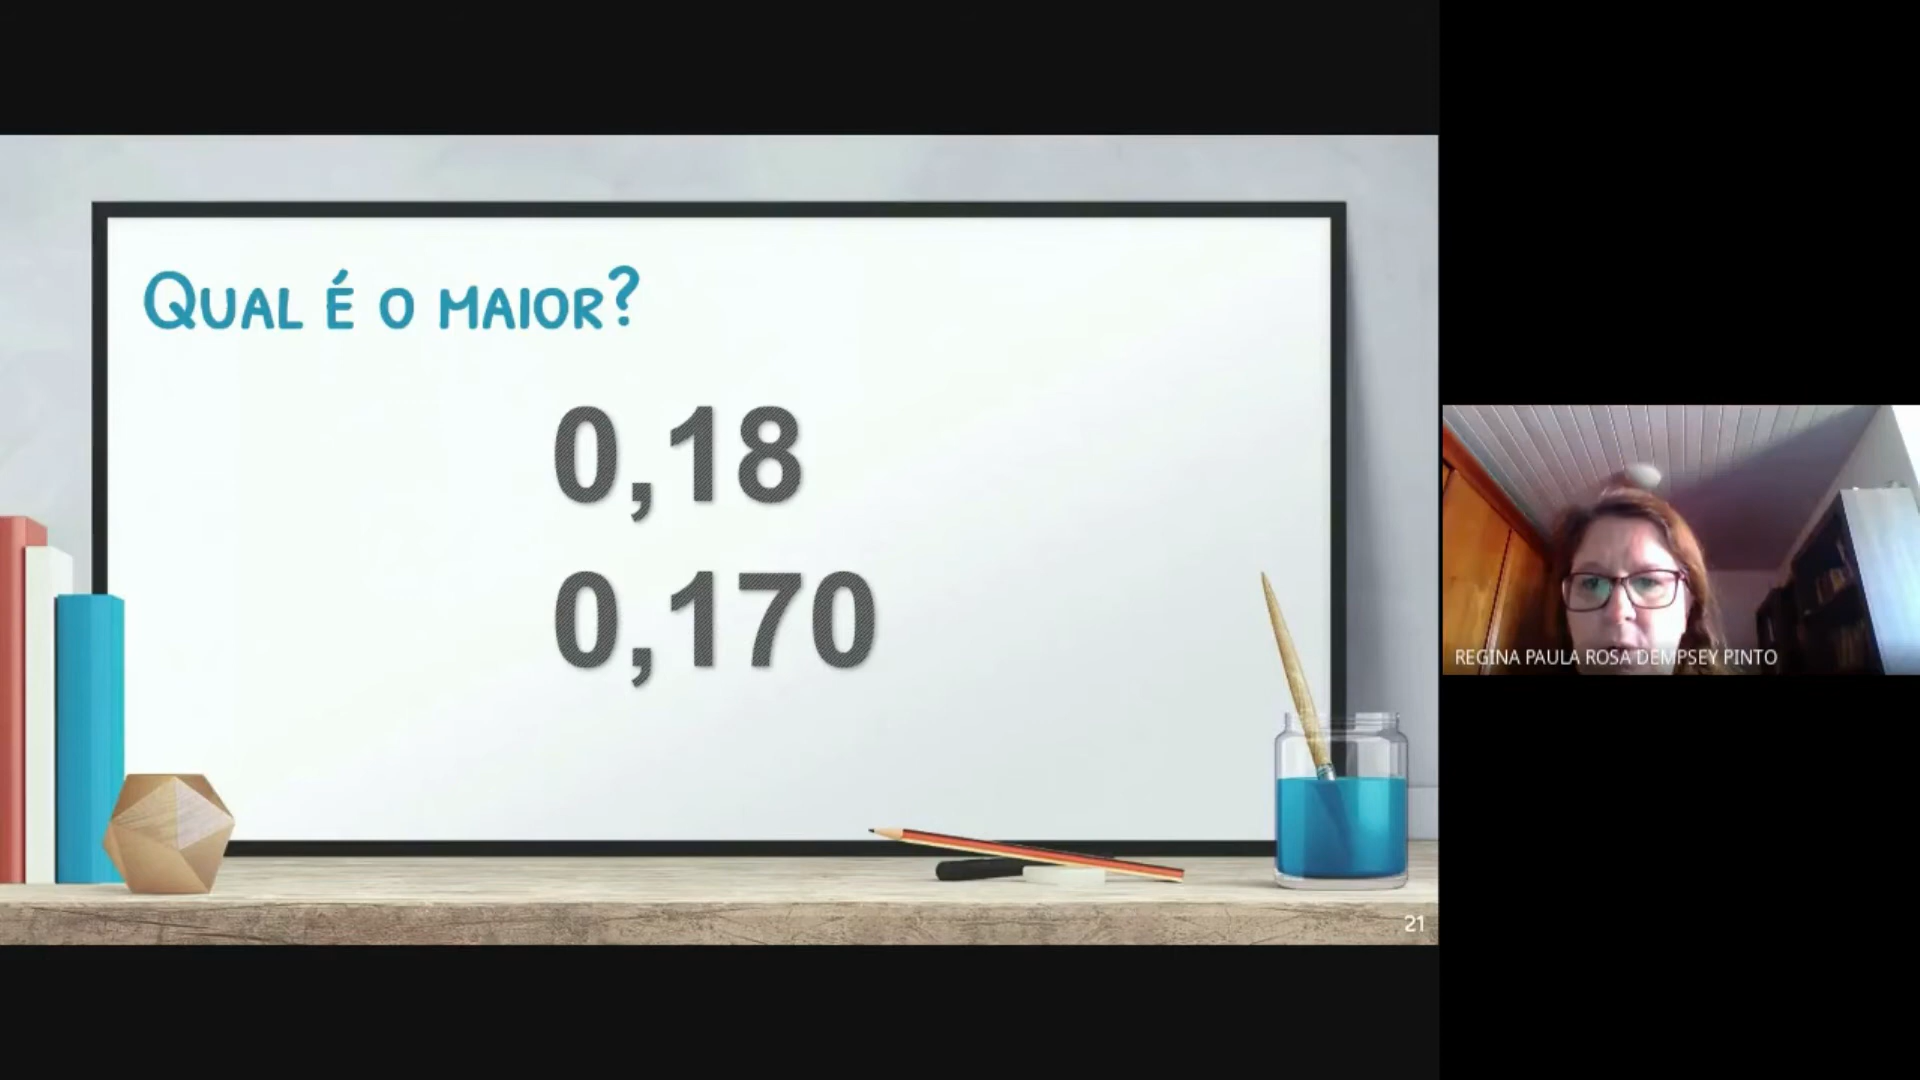 QUAL É O MAIOR?
0,18
0,170
21
REGINA PAULA ROSA DEMPSEY PINTO